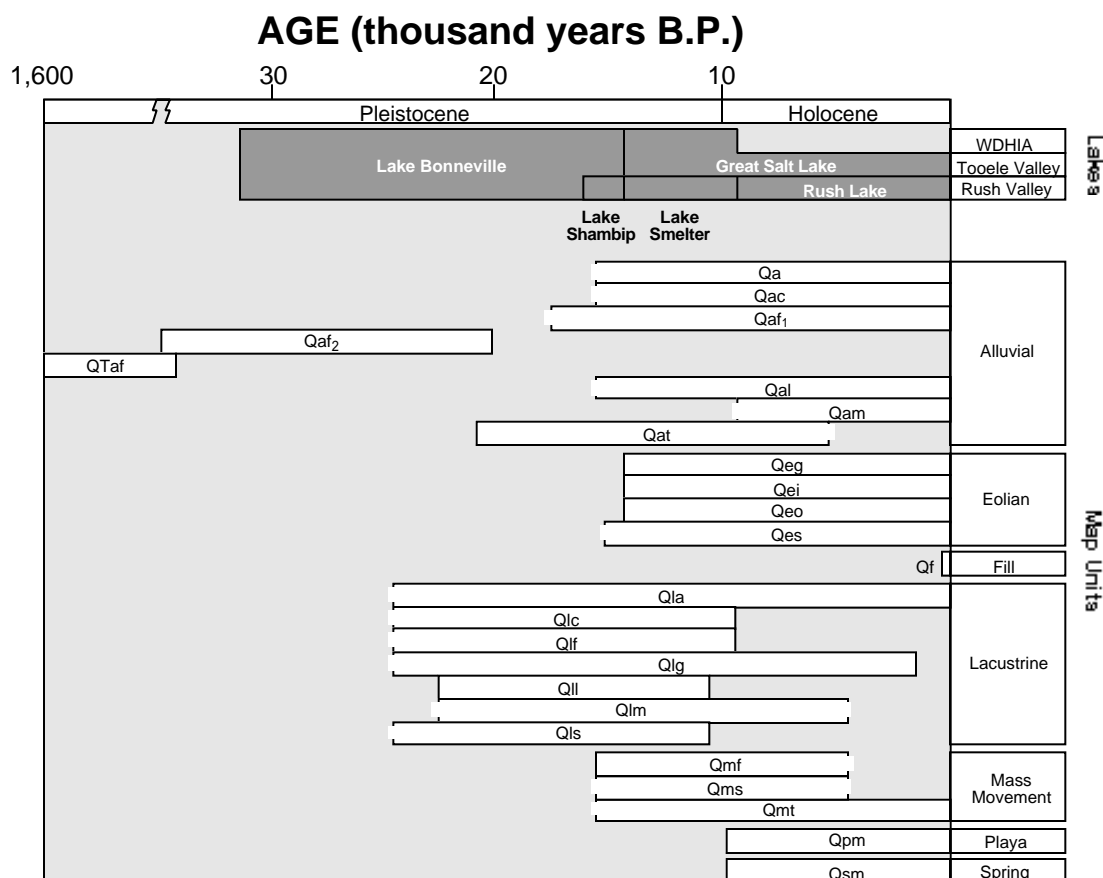 AGE (thousand years B.P.)
1,600 30 20 10
Pleistocene Holocene
WDHIA
Lake Bonneville Great Salt Lake Tooele Valley
Rush Lake Rush Valley
Lakes
Lake Shambip
Lake Smelter
Qa
Qac
Qaf₁
Qaf₂
QTaf
Alluvial
Qal
Qam
Qat
Qeg
Qei
Qeo
Eolian
Qes
Qf Fill
Map Units
Qla
Qlc
Qlf
Qlg
Lacustrine
Qll
Qlm
Qls
Qmf
Qms
Mass Movement
Qmt
Qpm Playa
Qsm Spring